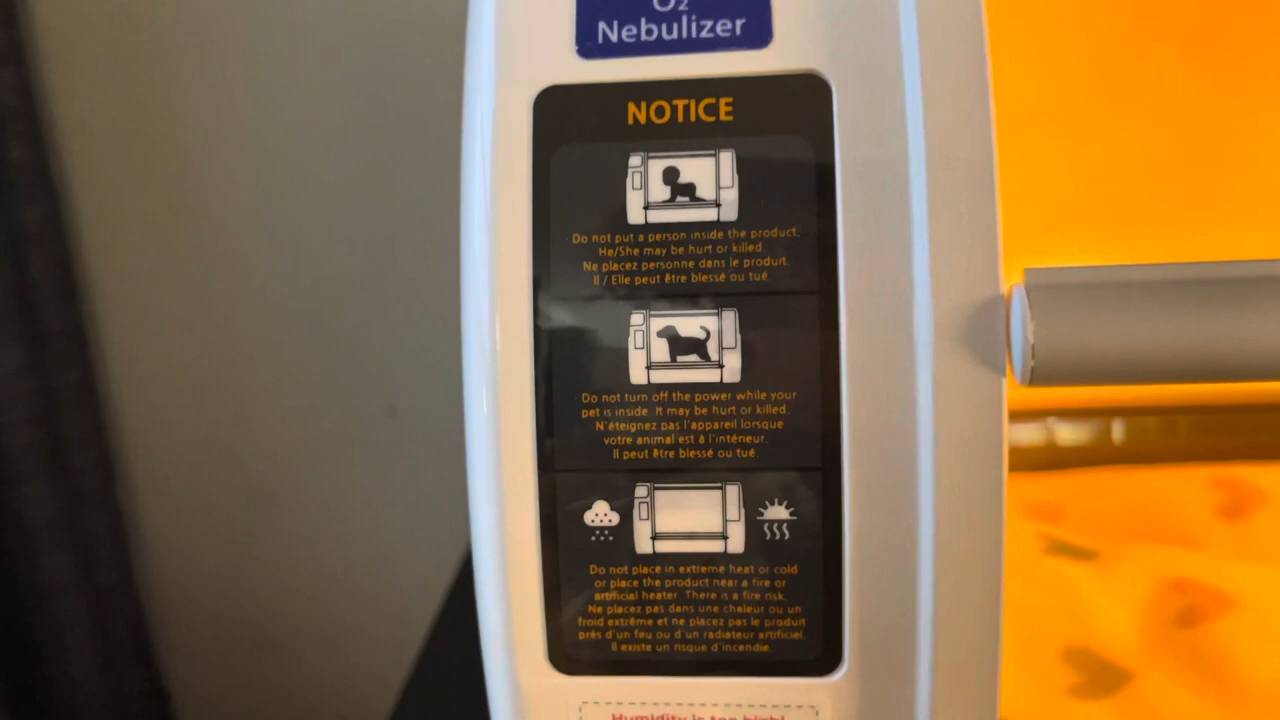 O₂
Nebulizer
NOTICE
· Do not put a person inside the product.
He/She may be hurt or killed.
Ne placez personne dans le produit.
Il / Elle peut être blessé ou tué.
· Do not turn off the power while your
pet is inside. It may be hurt or killed.
N'éteignez pas l'appareil lorsque
votre animal est à l'intérieur.
Il peut être blessé ou tué.
Do not place in extreme heat or cold
or place the product near a fire or
artificial heater. There is a fire risk.
Ne placez pas dans une chaleur ou un
froid extrême et ne placez pas le produit
près d'un feu ou d'un radiateur artificiel.
Il existe un risque d'incendie.
Humidity is too high!